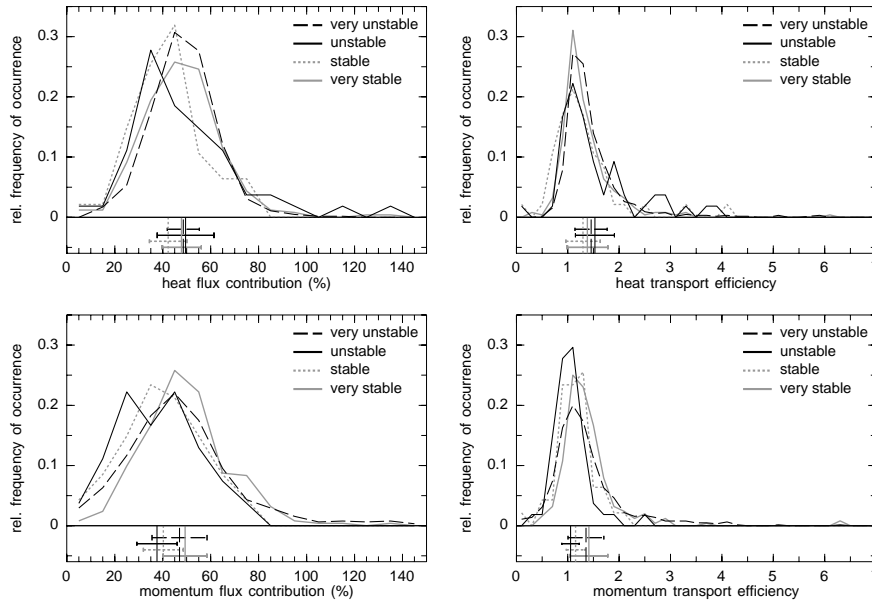 rel. frequency of occurrence
0.3
0.2
0.1
0
very unstable
unstable
stable
very stable
0 20 40 60 80 100 120 140
heat flux contribution (%)
rel. frequency of occurrence
0.3
0.2
0.1
0
very unstable
unstable
stable
very stable
0 1 2 3 4 5 6
heat transport efficiency
rel. frequency of occurrence
0.3
0.2
0.1
0
very unstable
unstable
stable
very stable
0 20 40 60 80 100 120 140
momentum flux contribution (%)
rel. frequency of occurrence
0.3
0.2
0.1
0
very unstable
unstable
stable
very stable
0 1 2 3 4 5 6
momentum transport efficiency